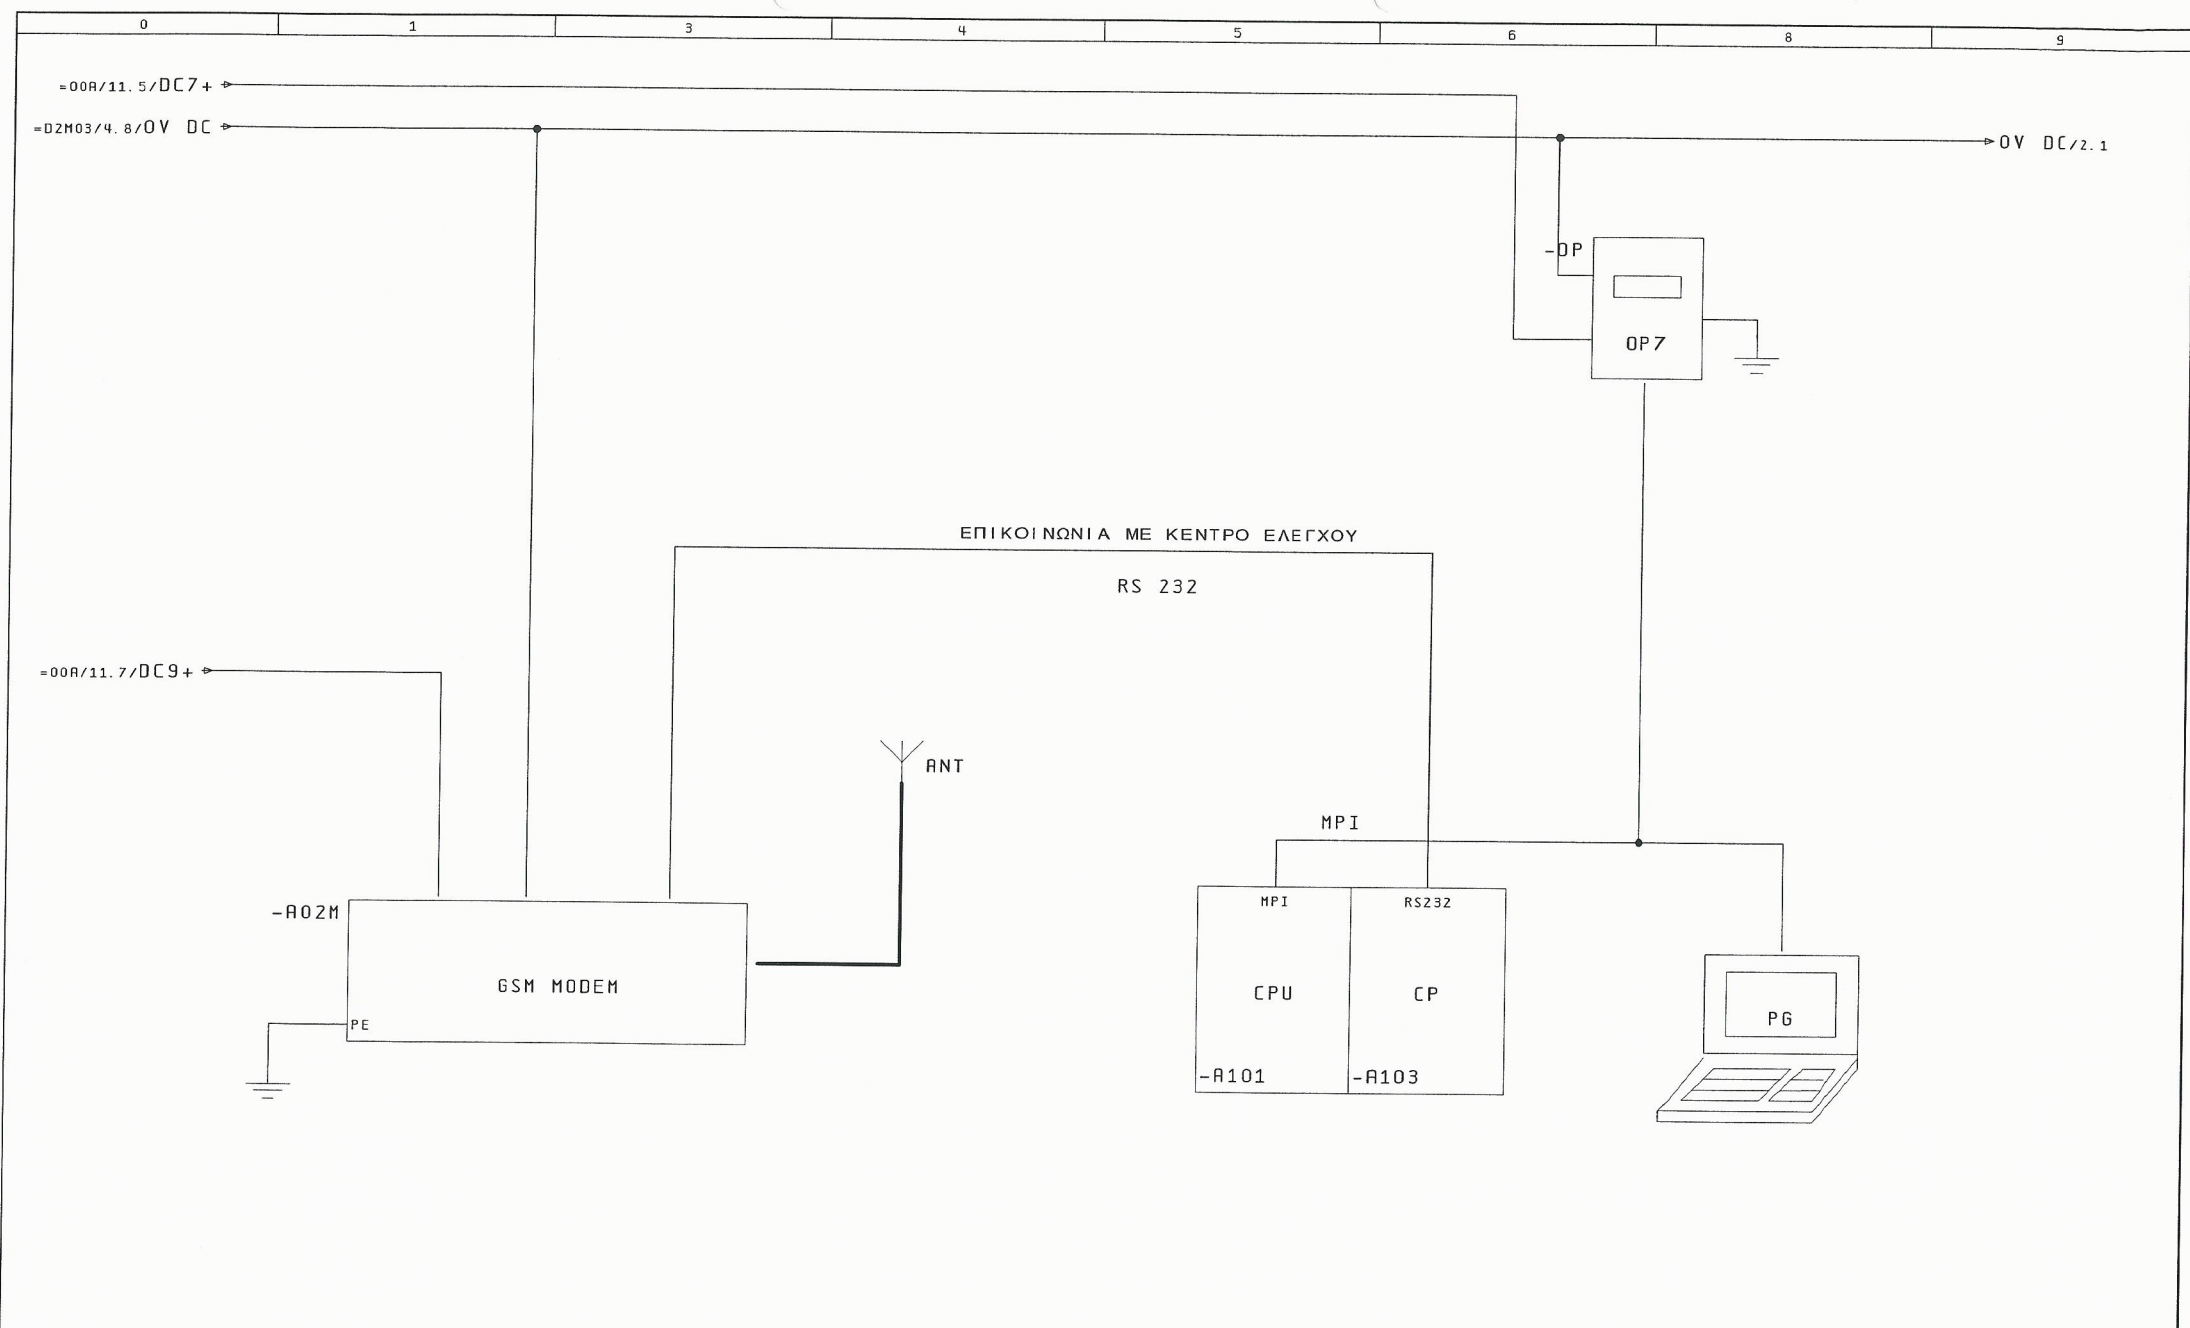 0 1 3 4 5 6 8 9
=00A/11.5/DC7+
=D2M03/4.8/0V DC
0V DC/2.1
-OP
OP7
ΕΠΙΚΟΙΝΩΝΙΑ ΜΕ ΚΕΝΤΡΟ ΕΛΕΓΧΟΥ
RS 232
=00A/11.7/DC9+
ANT
MPI
-A02M
MPI
RS232
GSM MODEM
CPU
CP
PG
PE
-A101
-A103